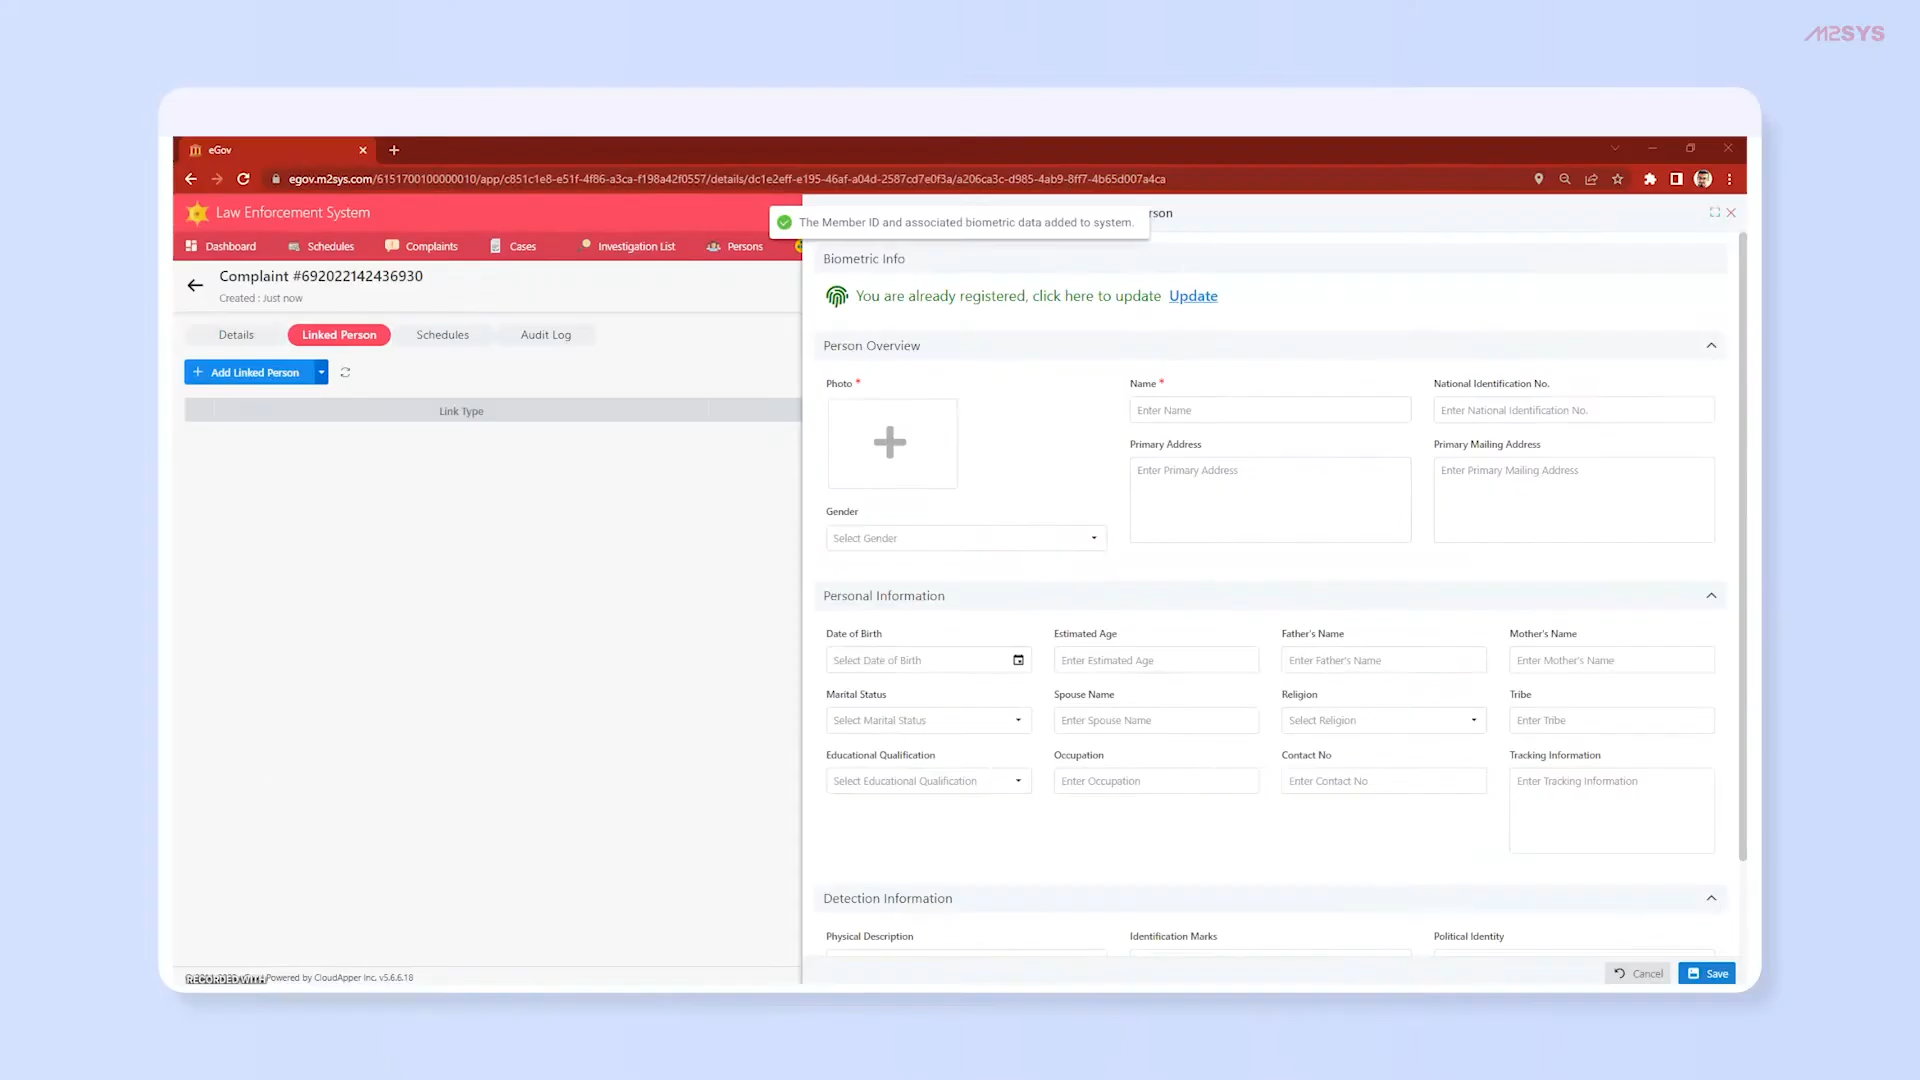 M2SYS
eGov
egov.m2sys.com/6151700100000010/app/c851c1e8-e51f-4f86-a3ca-f198a42f0557/details/dc1e2eff-e195-46af-a04d-2587cd7e0f3a/a206ca3c-d985-4ab9-8ff7-4b65d007a4ca
Law Enforcement System
The Member ID and associated biometric data added to system.
rson
Dashboard Schedules Complaints Cases Investigation List Persons
Complaint #692022142436930
Created : Just now
Details Linked Person Schedules Audit Log
Add Linked Person
Link Type
Biometric Info
You are already registered, click here to update Update
Person Overview
Photo * Name * National Identification No.
Enter Name Enter National Identification No.
Primary Address Primary Mailing Address
Enter Primary Address Enter Primary Mailing Address
Gender
Select Gender
Personal Information
Date of Birth Estimated Age Father's Name Mother's Name
Select Date of Birth Enter Estimated Age Enter Father's Name Enter Mother's Name
Marital Status Spouse Name Religion Tribe
Select Marital Status Enter Spouse Name Select Religion Enter Tribe
Educational Qualification Occupation Contact No Tracking Information
Select Educational Qualification Enter Occupation Enter Contact No Enter Tracking Information
Detection Information
Physical Description Identification Marks Political Identity
RECORDED WITH Powered by CloudApper Inc. v5.6.6.18
Cancel Save